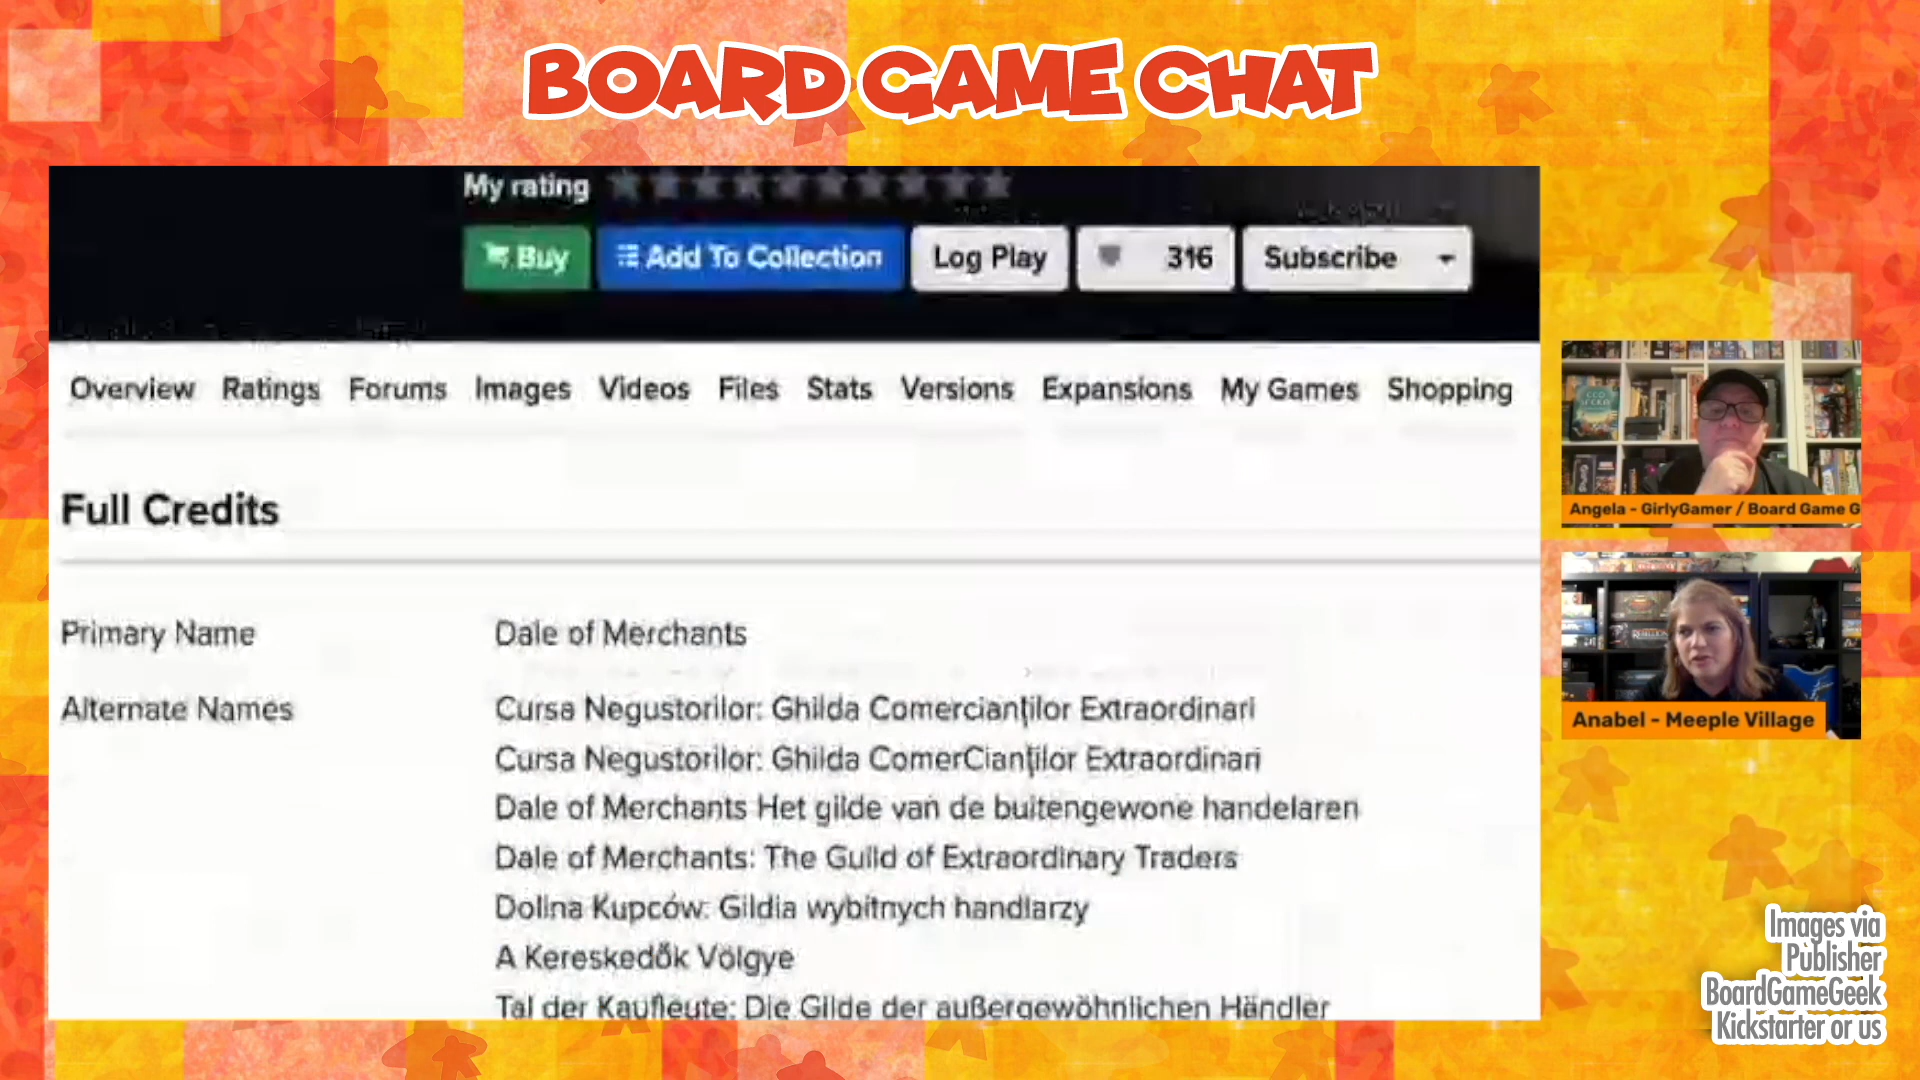 BOARD GAME CHAT
My rating
Buy
Add To Collection
Log Play
316
Subscribe
Overview Ratings Forums Images Videos Files Stats Versions Expansions My Games Shopping
Full Credits
Primary Name
Dale of Merchants
Alternate Names
Cursa Negustorilor: Ghilda Comercianților Extraordinari
Cursa Negustorilor: Ghilda ComerCianților Extraordinari
Dale of Merchants Het gilde van de buitengewone handelaren
Dale of Merchants: The Guild of Extraordinary Traders
Dolina Kupców: Gildia wybitnych handlarzy
A Kereskedők Völgye
Tal der Kaufleute: Die Gilde der außergewöhnlichen Händler
Angela - GirlyGamer / Board Game G
Anabel - Meeple Village
Images via
Publisher
BoardGameGeek
Kickstarter or us